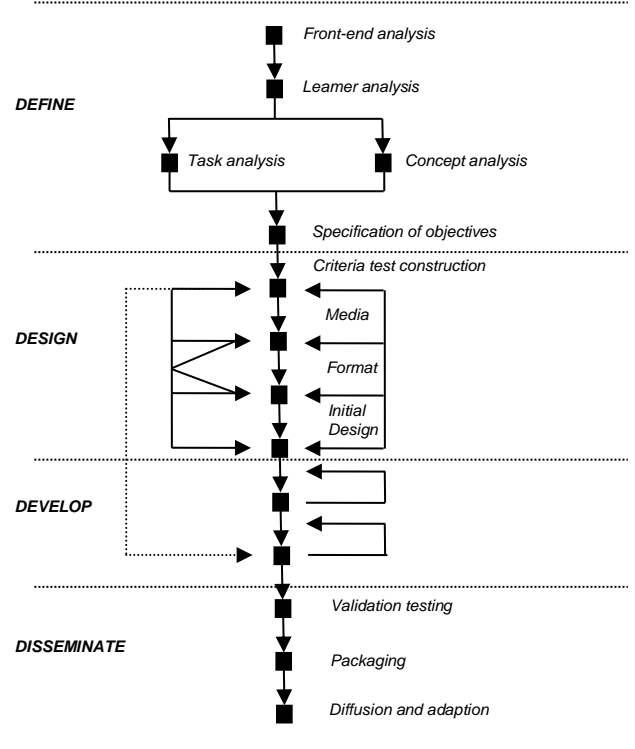 Front-end analysis
Learner analysis
DEFINE
Task analysis
Concept analysis
Specification of objectives
Criteria test construction
Media
DESIGN
Format
Initial
Design
DEVELOP
Validation testing
DISSEMINATE
Packaging
Diffusion and adaption